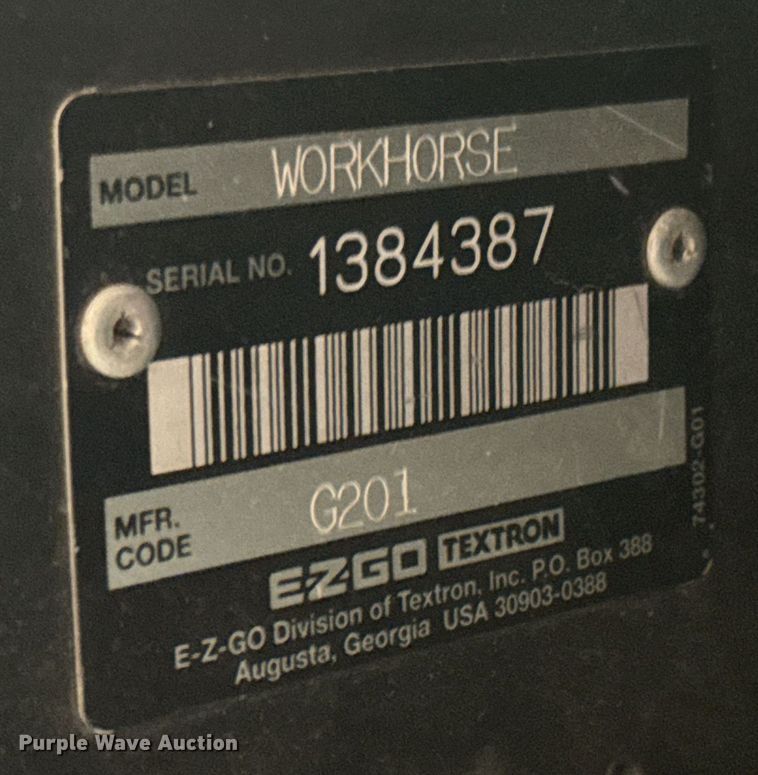 MODEL WORKHORSE
SERIAL NO. 1384387
MFR. CODE G201
74302-G01
E-Z-GO TEXTRON
E-Z-GO Division of Textron, Inc. P.O. Box 388
Augusta, Georgia USA 30903-0388
Purple Wave Auction